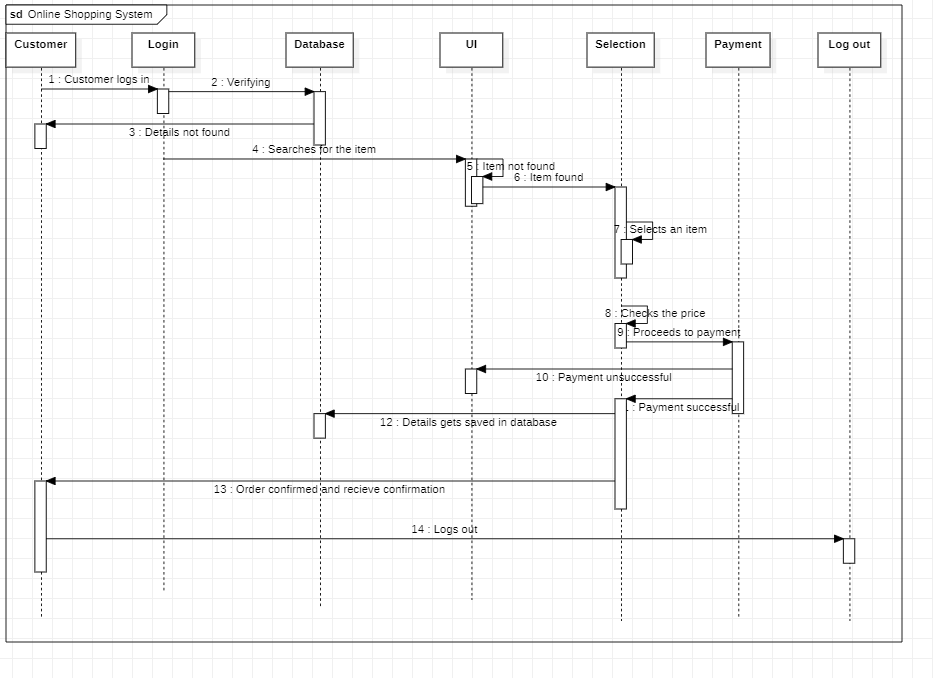 sd Online Shopping System
Customer
Login
Database
UI
Selection
Payment
Log out
1 : Customer logs in
2 : Verifying
3 : Details not found
4 : Searches for the item
5 : Item not found
6 : Item found
7 : Selects an item
8 : Checks the price
9 : Proceeds to payment
10 : Payment unsuccessful
: Payment successful
12 : Details gets saved in database
13 : Order confirmed and recieve confirmation
14 : Logs out